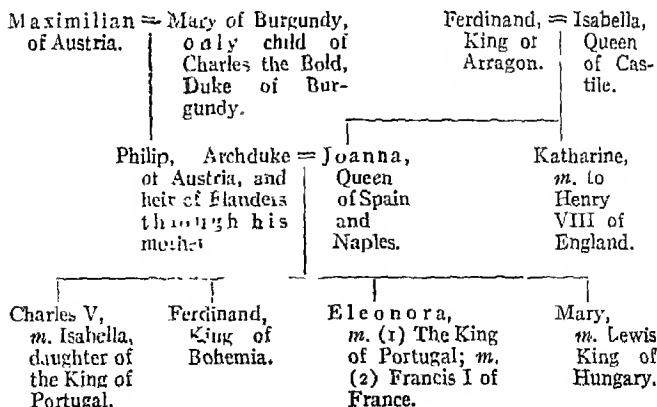 Maximilian = Mary of Burgundy,
of Austria.
only child of
Charles the Bold,
Duke of Bur-
gundy.
Ferdinand, = Isabella,
King of
Arragon.
Queen
of Cas-
tile.
Philip, Archduke = Joanna,
of Austria, and
heir of Flanders
through his
mother
Queen
of Spain
and
Naples.
Katharine,
m. to
Henry
VIII of
England.
Charles V,
m. Isabella,
daughter of
the King of
Portugal.
Ferdinand,
King of
Bohemia.
Eleonora,
m. (1) The King
of Portugal; m.
(2) Francis I of
France.
Mary,
m. Lewis
King of
Hungary.